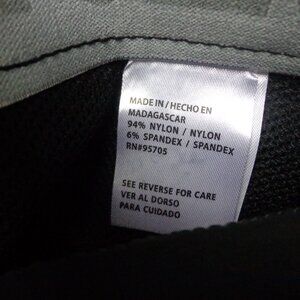 MADE IN / HECHO EN
MADAGASCAR
94% NYLON / NYLON
6% SPANDEX / SPANDEX
RN#95705
SEE REVERSE FOR CARE
VER AL DORSO
PARA CUIDADO